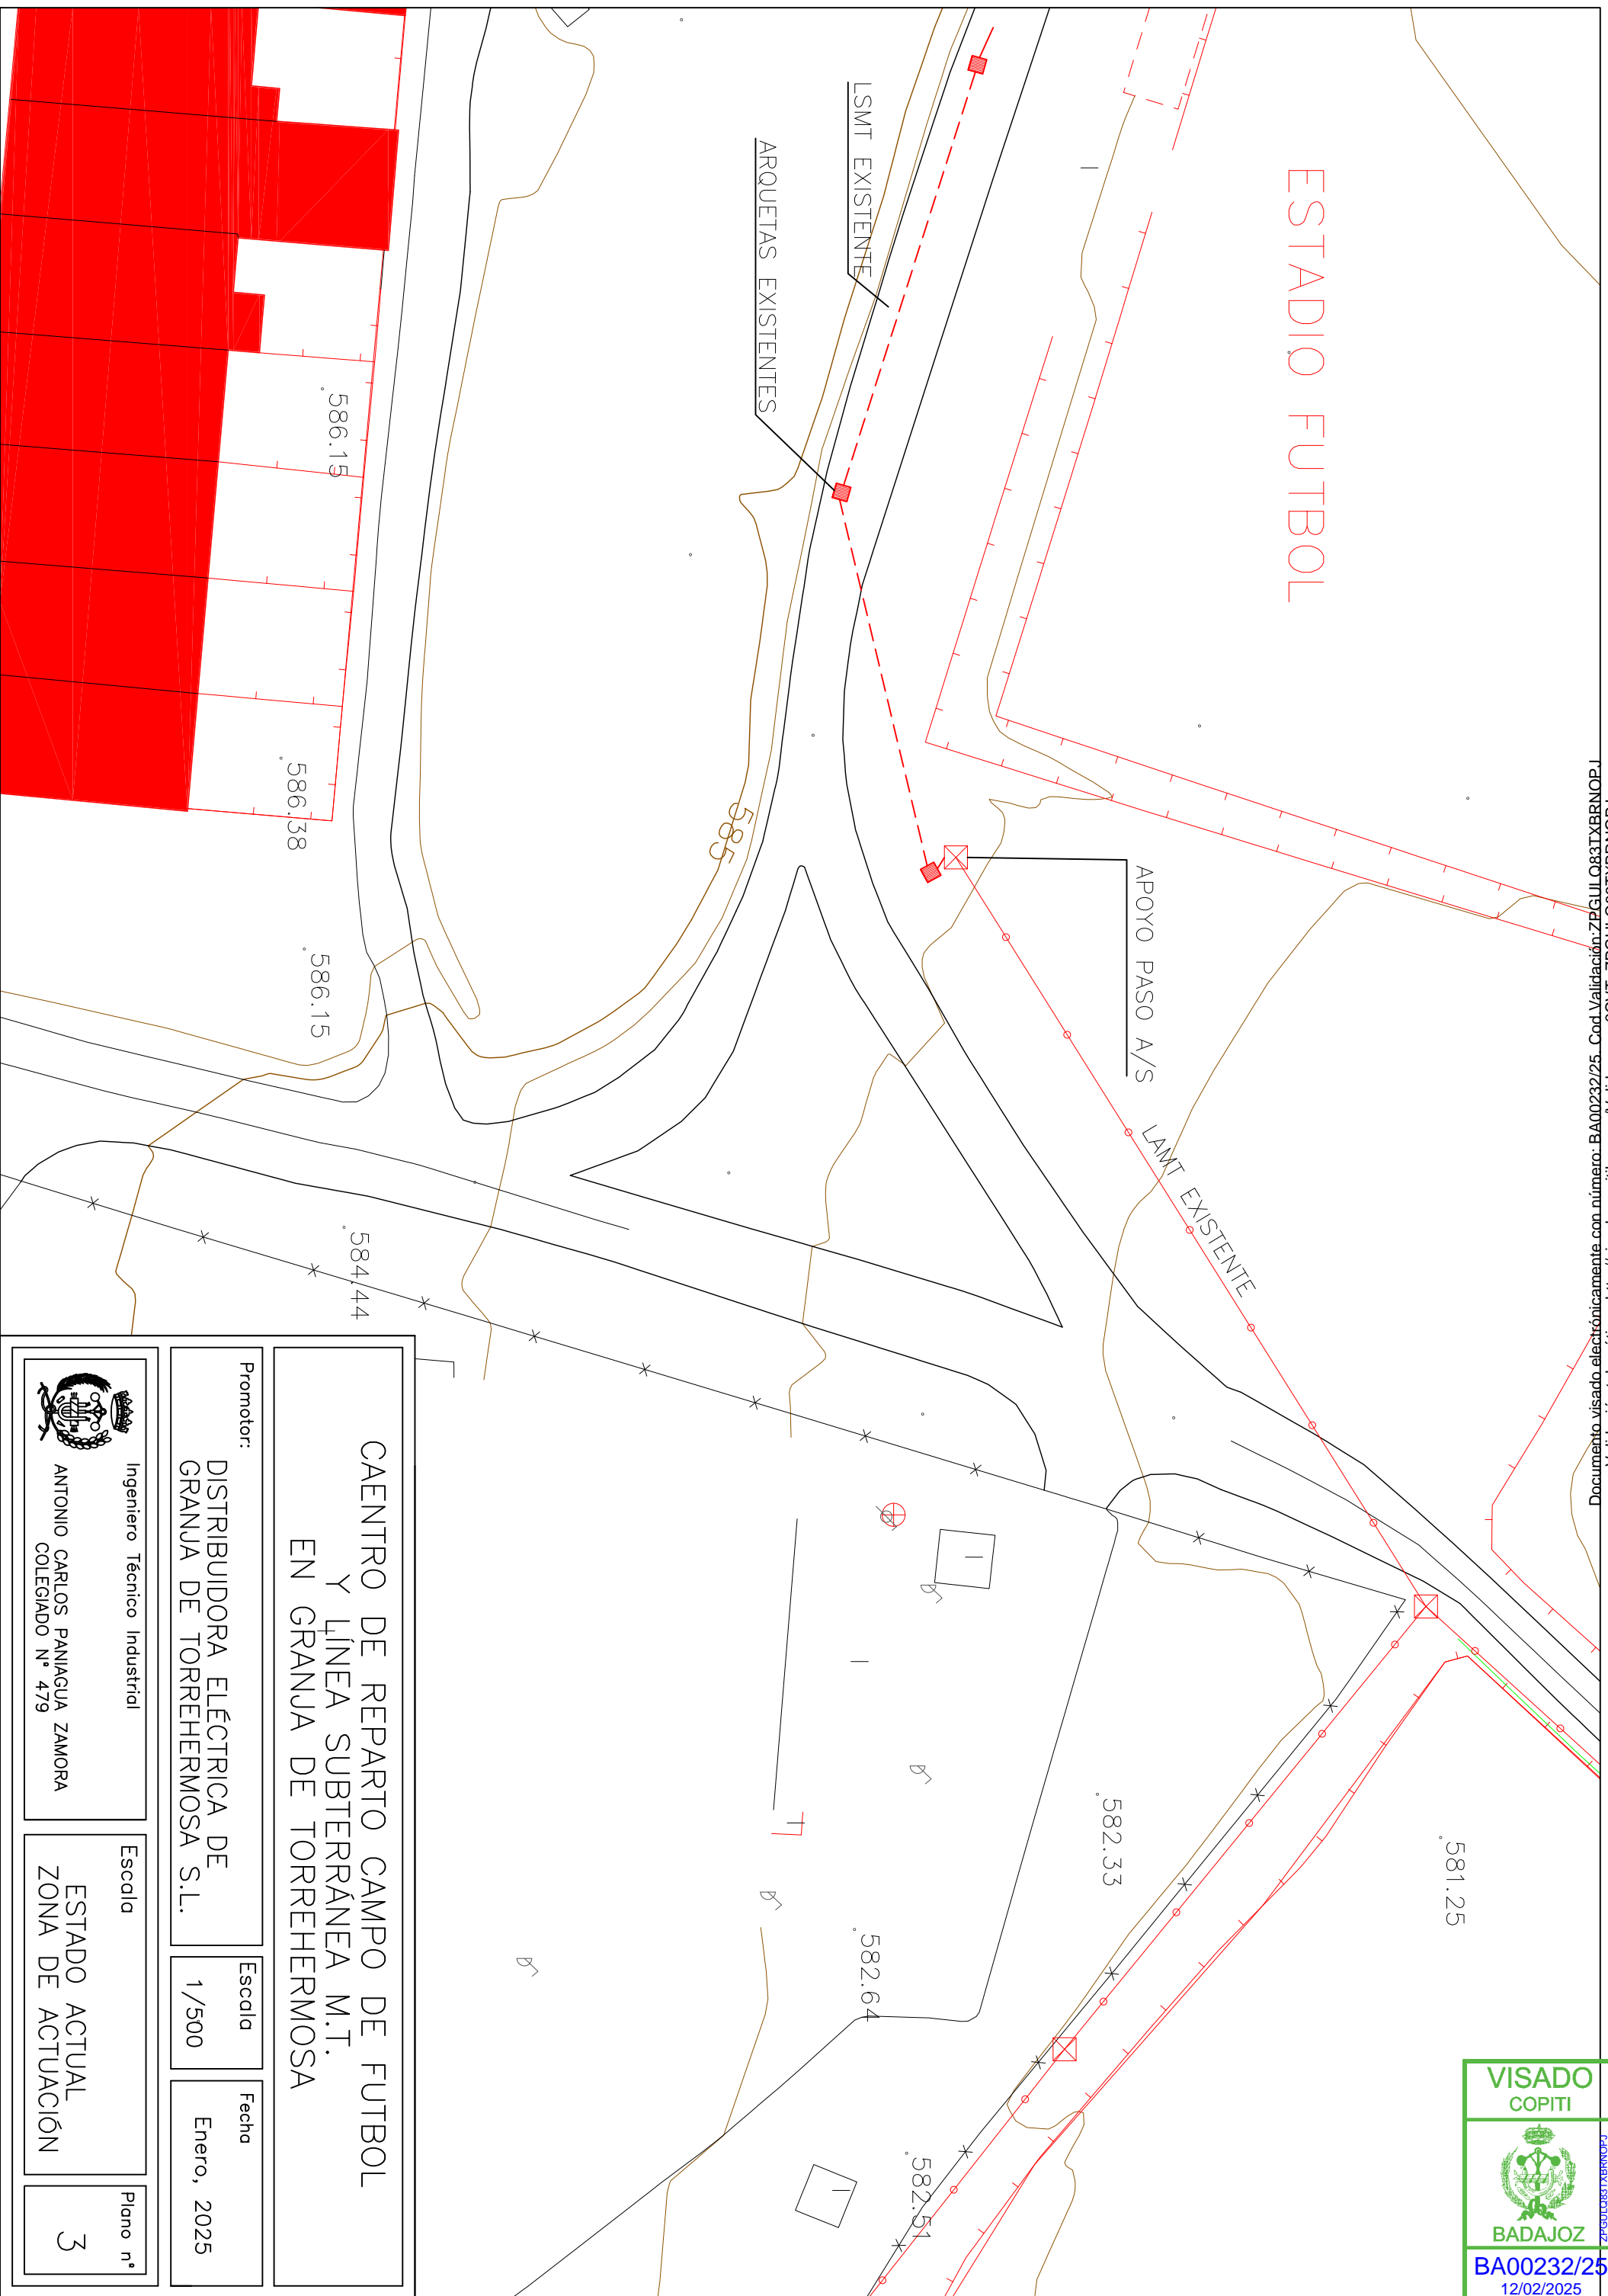 ESTADIO FUTBOL
LSMT EXISTENTE
ARQUETAS EXISTENTES
APOYO PASO A/S
LAMT EXISTENTE
585
586.15
586.38
586.15
584.44
581.25
582.33
582.64
582.51
CAENTRO DE REPARTO CAMPO DE FUTBOL
Y LÍNEA SUBTERRÁNEA M.T.
EN GRANJA DE TORREHERMOSA
Promotor:
DISTRIBUIDORA ELÉCTRICA DE
GRANJA DE TORREHERMOSA S.L.
Escala
1/500
Fecha
Enero, 2025
Ingeniero Técnico Industrial
ANTONIO CARLOS PANIAGUA ZAMORA
COLEGIADO Nº 479
Escala
ESTADO ACTUAL
ZONA DE ACTUACIÓN
Plano nº
3
Documento visado electrónicamente con número: BA00232/25 Cod.Validación:ZPGULQ83TXBRNOPJ
VISADO
COPITI
BADAJOZ
ZPGULQ83TXBRNOPJ
BA00232/25
12/02/2025